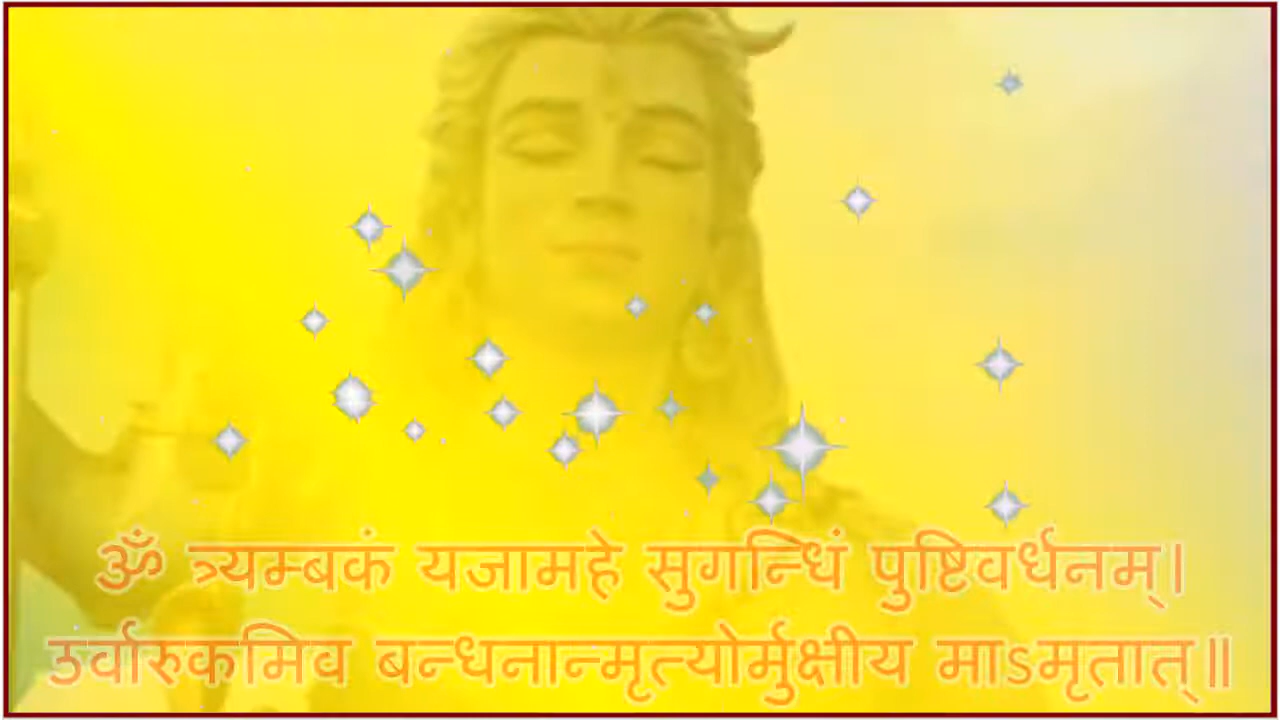 ॐ त्र्यम्बकं यजामहे सुगन्धिं पुष्टिवर्धनम्।
उर्वारुकमिव बन्धनान्मृत्योर्मुक्षीय माऽमृतात्॥